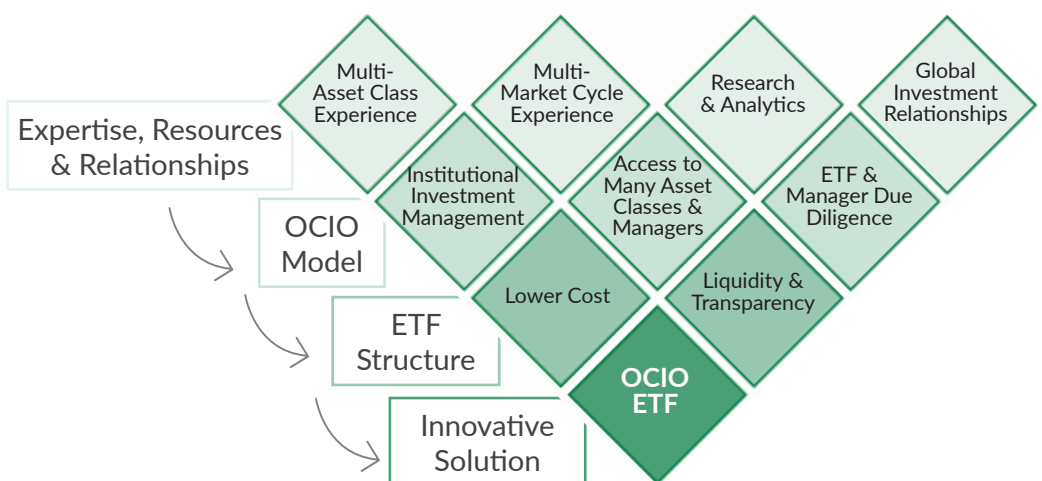 Multi-
Asset Class
Experience
Multi-
Market Cycle
Experience
Research
& Analytics
Global
Investment
Relationships
Expertise, Resources
& Relationships
Institutional
Investment
Management
Access to
Many Asset
Classes &
Managers
ETF &
Manager Due
Diligence
OCIO
Model
Lower Cost
Liquidity &
Transparency
ETF
Structure
OCIO
ETF
Innovative
Solution